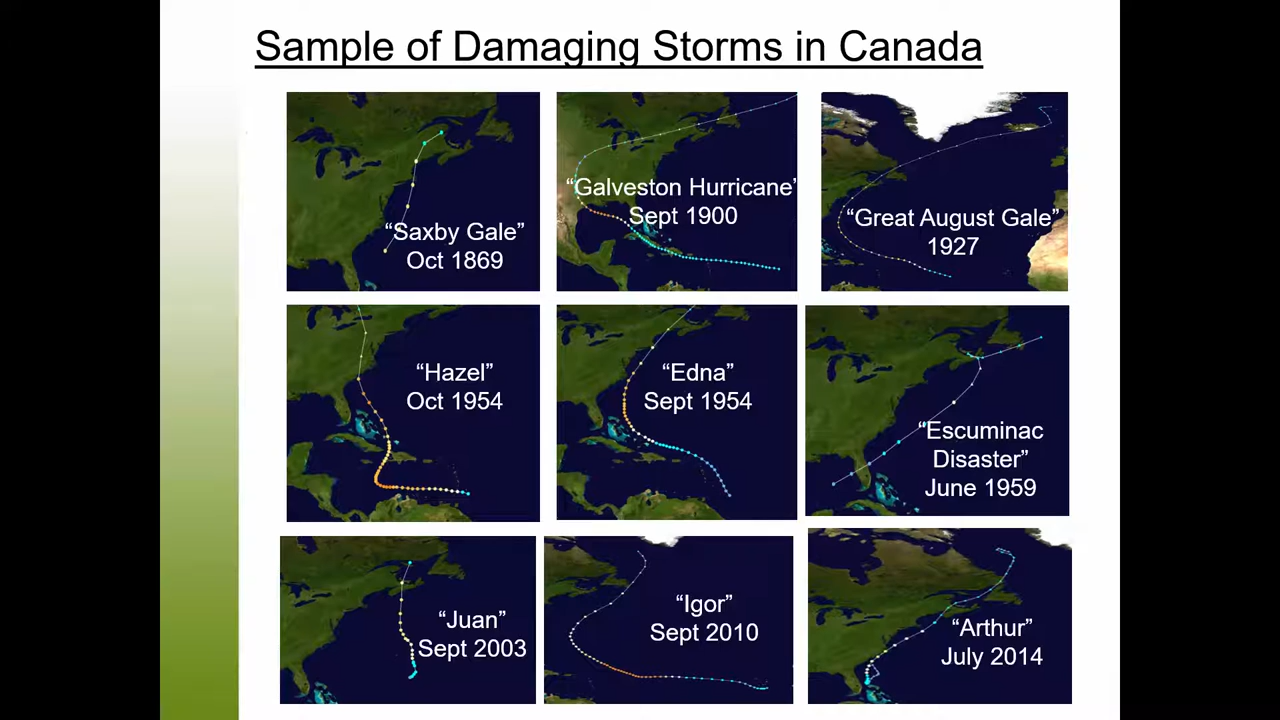 Sample of Damaging Storms in Canada
“Saxby Gale”
Oct 1869
“Galveston Hurricane”
Sept 1900
“Great August Gale”
1927
“Hazel”
Oct 1954
“Edna”
Sept 1954
“Escuminac
Disaster”
June 1959
“Juan”
Sept 2003
“Igor”
Sept 2010
“Arthur”
July 2014